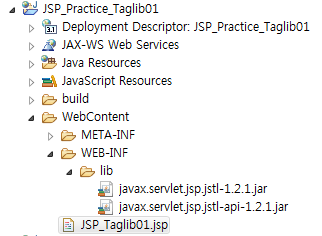 JSP_Practice_Taglib01
Deployment Descriptor: JSP_Practice_Taglib01
JAX-WS Web Services
Java Resources
JavaScript Resources
build
WebContent
META-INF
WEB-INF
lib
javax.servlet.jsp.jstl-1.2.1.jar
javax.servlet.jsp.jstl-api-1.2.1.jar
JSP_Taglib01.jsp